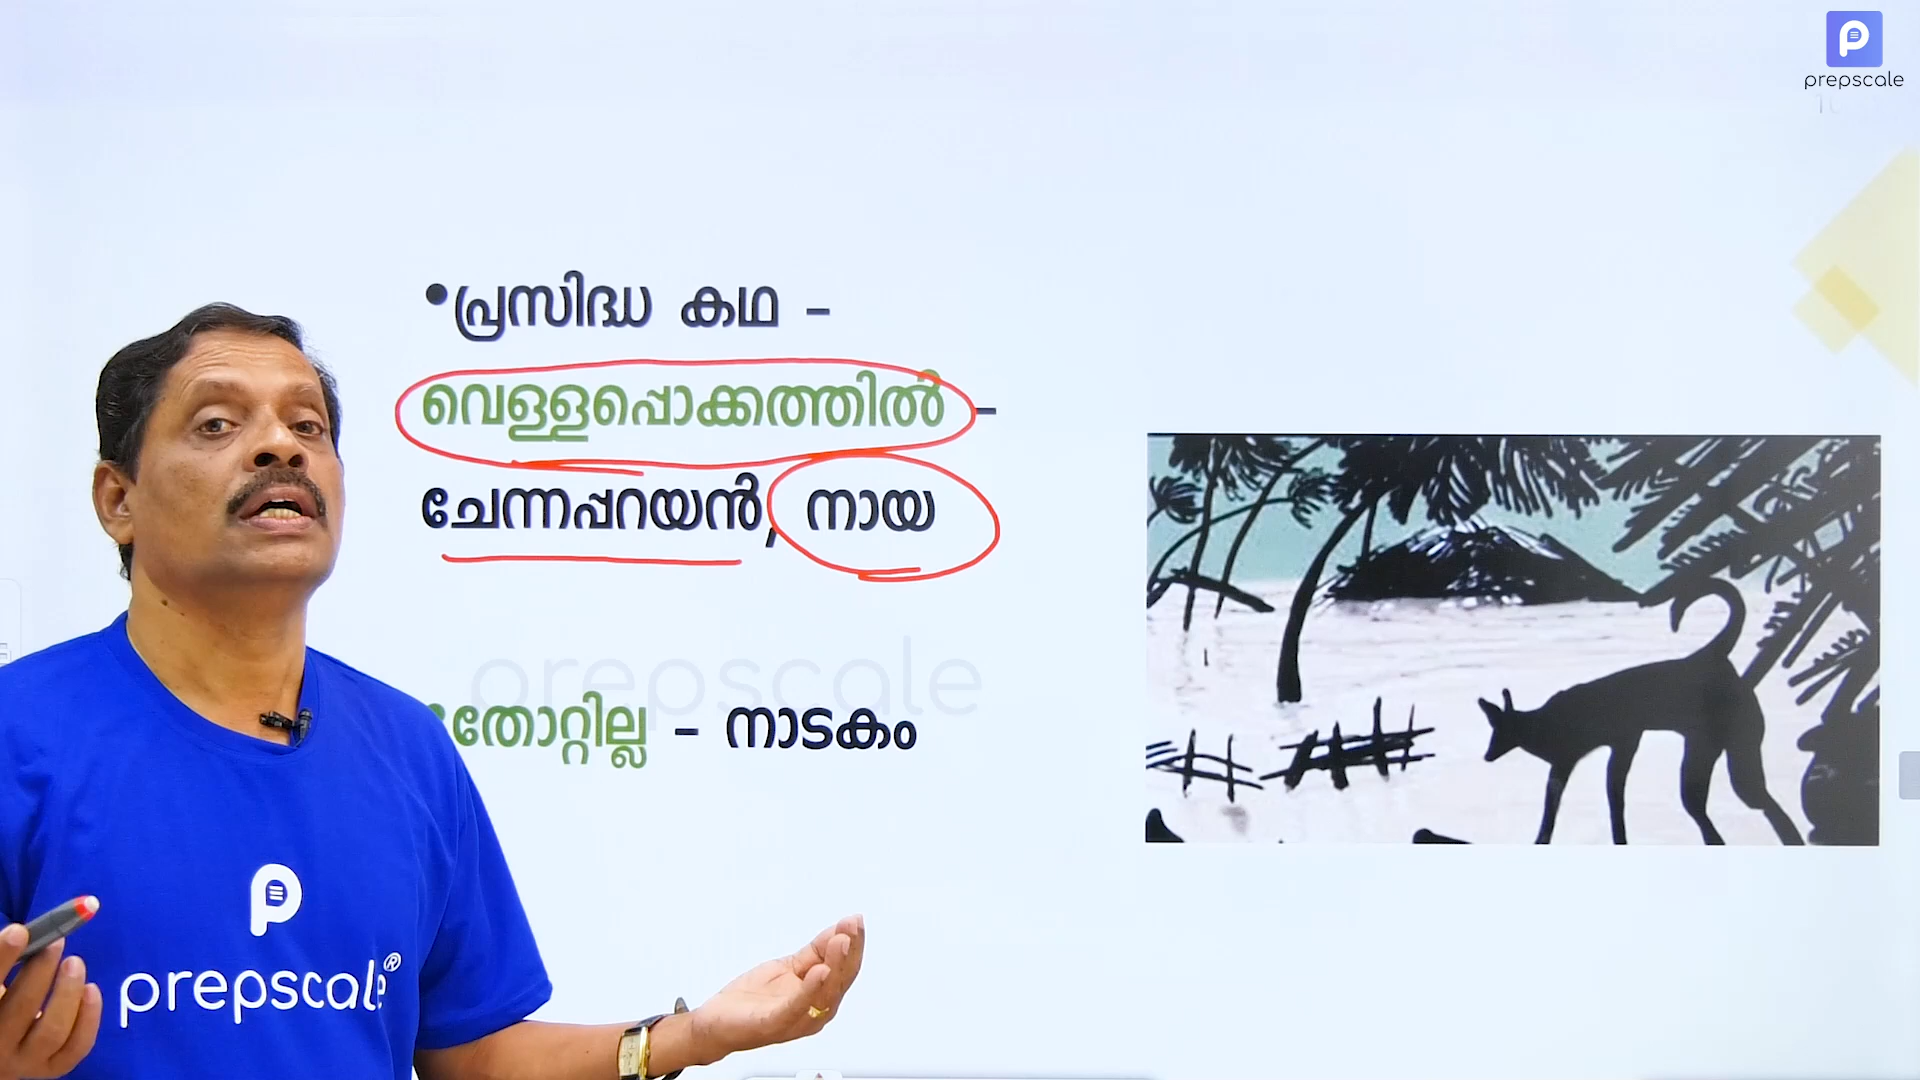 prepscale
•പ്രസിദ്ധ കഥ –
വെള്ളപ്പൊക്കത്തിൽ –
ചേന്നപ്പറയൻ, നായ
prepscale
തോറ്റില്ല – നാടകം
prepscale®